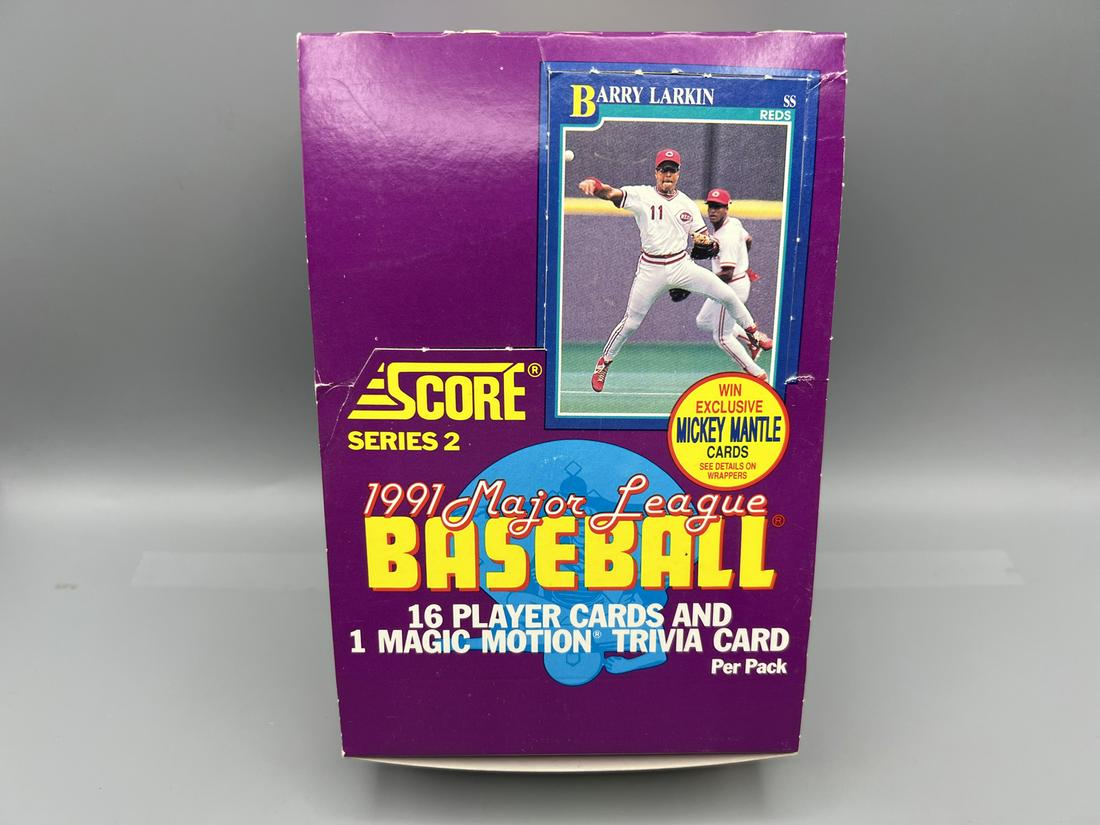 BARRY LARKIN SS
REDS
11
REDS
SCORE®
SERIES 2
WIN
EXCLUSIVE
MICKEY MANTLE
CARDS
SEE DETAILS ON
WRAPPERS
1991 Major League
BASEBALL®
16 PLAYER CARDS AND
1 MAGIC MOTION® TRIVIA CARD
Per Pack